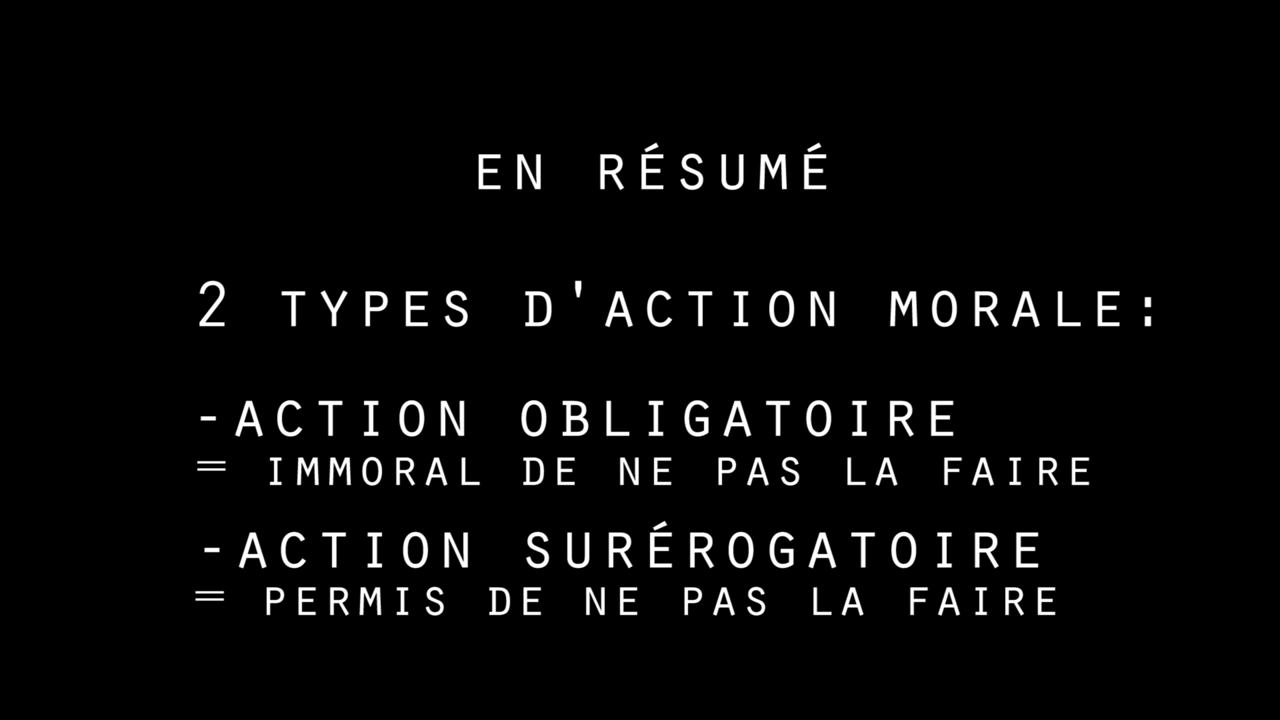 EN RÉSUMÉ
2 TYPES D'ACTION MORALE:
-ACTION OBLIGATOIRE
= IMMORAL DE NE PAS LA FAIRE
-ACTION SURÉROGATOIRE
= PERMIS DE NE PAS LA FAIRE